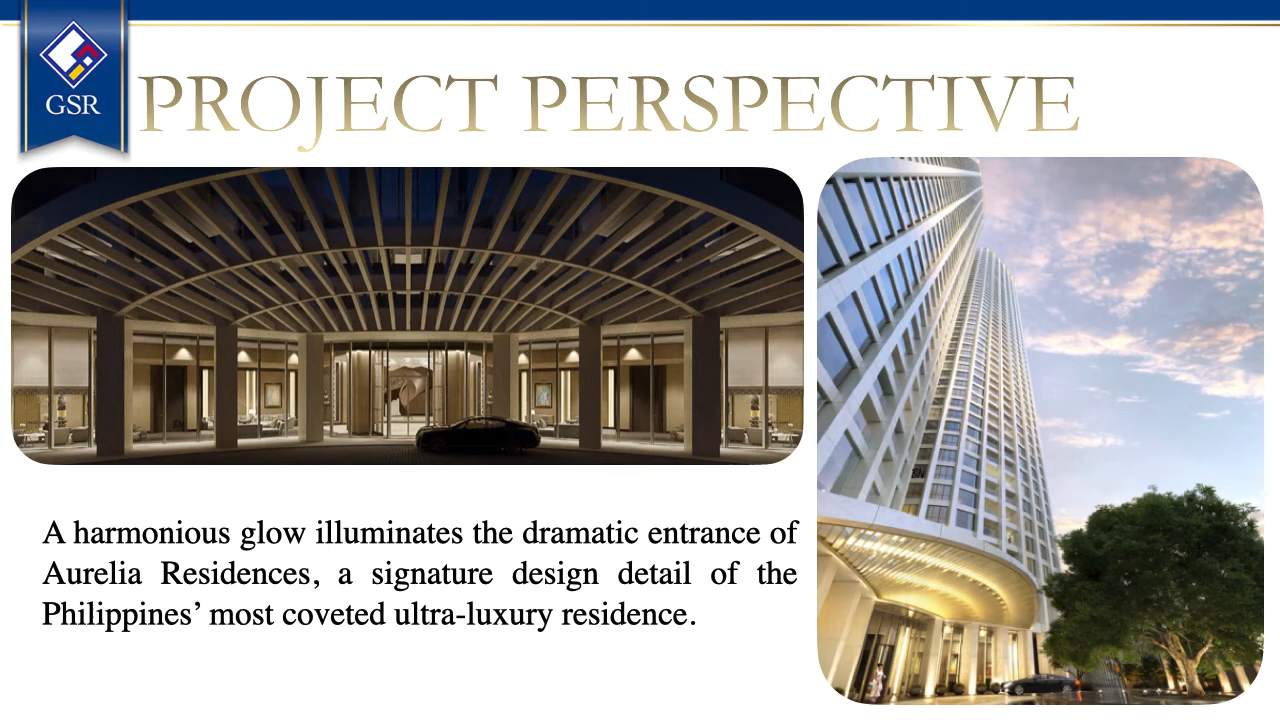 GSR
PROJECT PERSPECTIVE
A harmonious glow illuminates the dramatic entrance of
Aurelia Residences, a signature design detail of the
Philippines’ most coveted ultra-luxury residence.